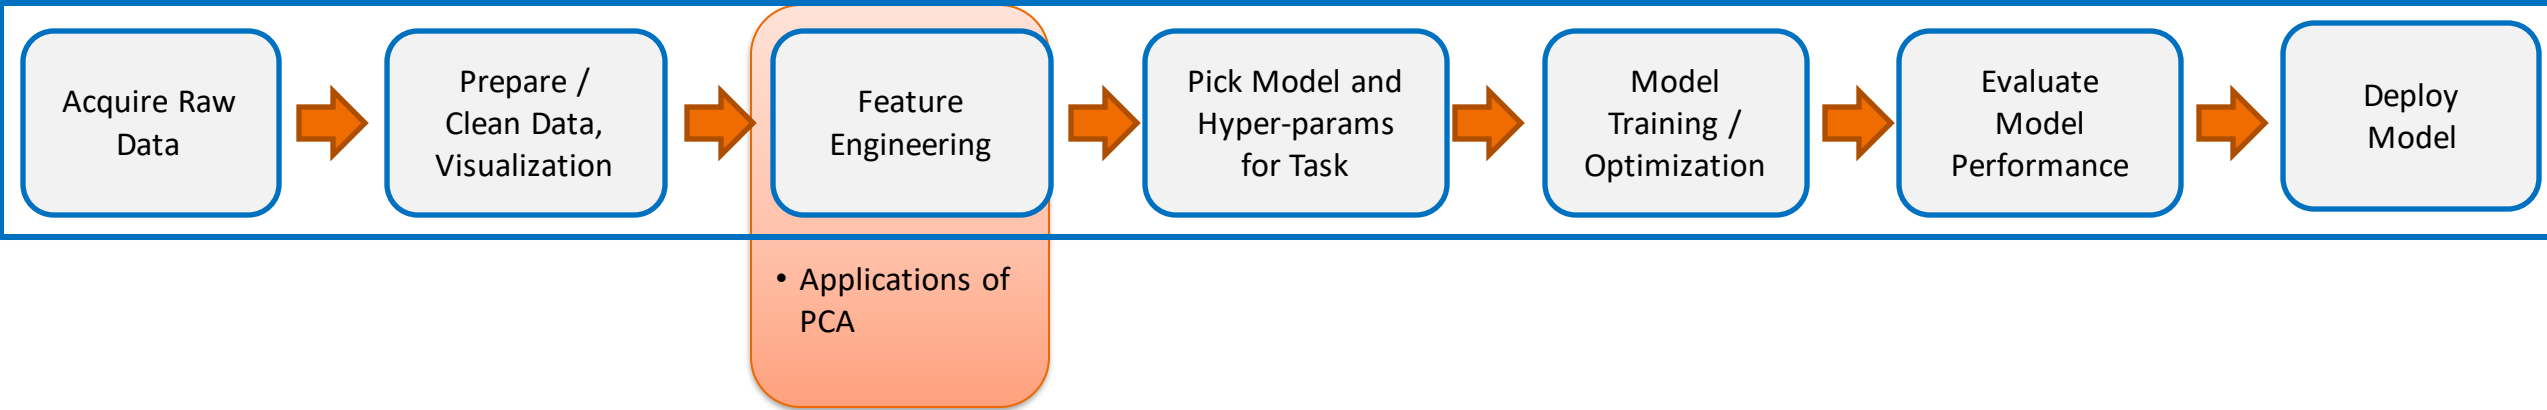 Acquire Raw
Data
Prepare /
Clean Data,
Visualization
Feature
Engineering
Pick Model and
Hyper-params
for Task
Model
Training /
Optimization
Evaluate
Model
Performance
Deploy
Model
• Applications of
PCA